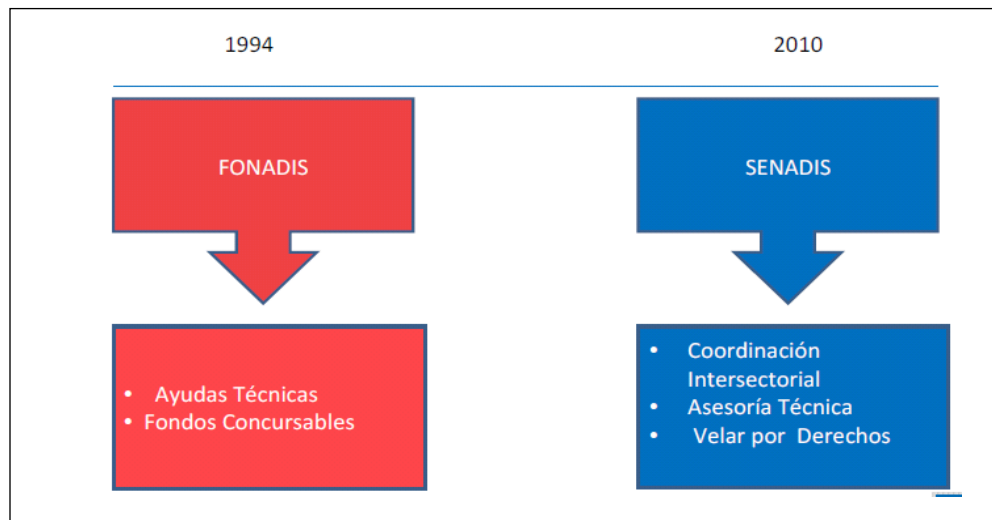 1994
2010
FONADIS
SENADIS
• Ayudas Técnicas
• Fondos Concursables
• Coordinación
Intersectorial
• Asesoría Técnica
• Velar por Derechos